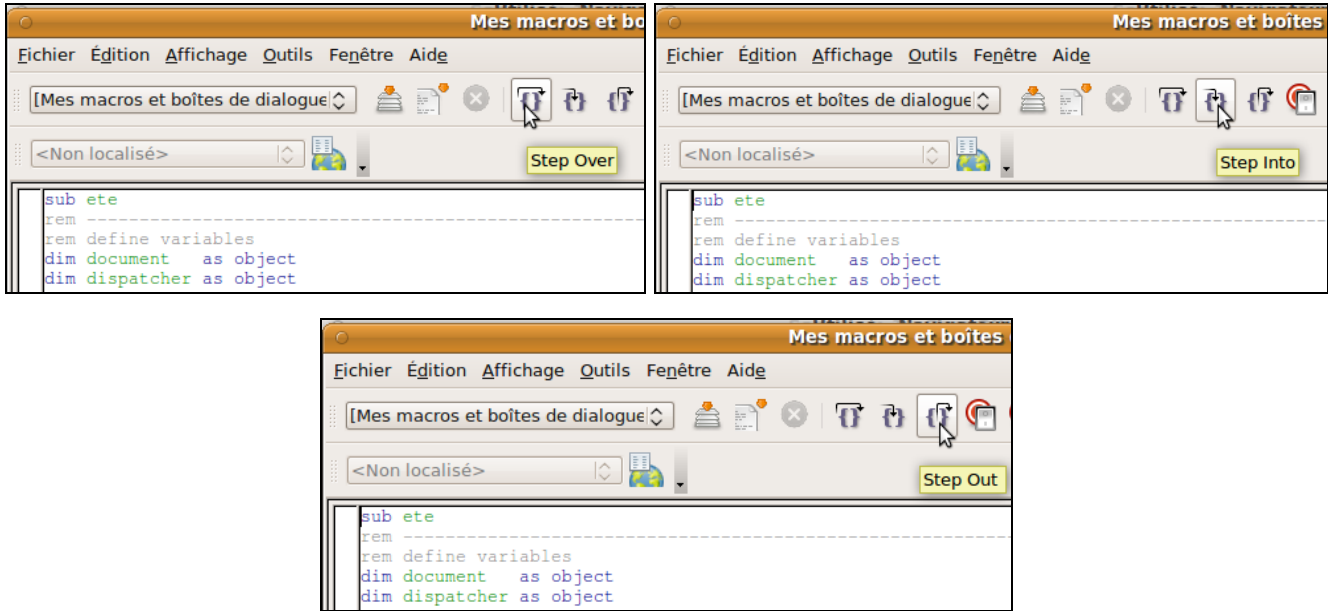 Mes macros et bo
Fichier Édition Affichage Outils Fenêtre Aide
[Mes macros et boîtes de dialogue
<Non localisé>
Step Over
sub ete
rem
rem define variables
dim document   as object
dim dispatcher as object
Mes macros et boîtes
Fichier Édition Affichage Outils Fenêtre Aide
[Mes macros et boîtes de dialogue
<Non localisé>
Step Into
sub ete
rem
rem define variables
dim document   as object
dim dispatcher as object
Mes macros et boîtes
Fichier Édition Affichage Outils Fenêtre Aide
[Mes macros et boîtes de dialogue
<Non localisé>
Step Out
sub ete
rem
rem define variables
dim document   as object
dim dispatcher as object